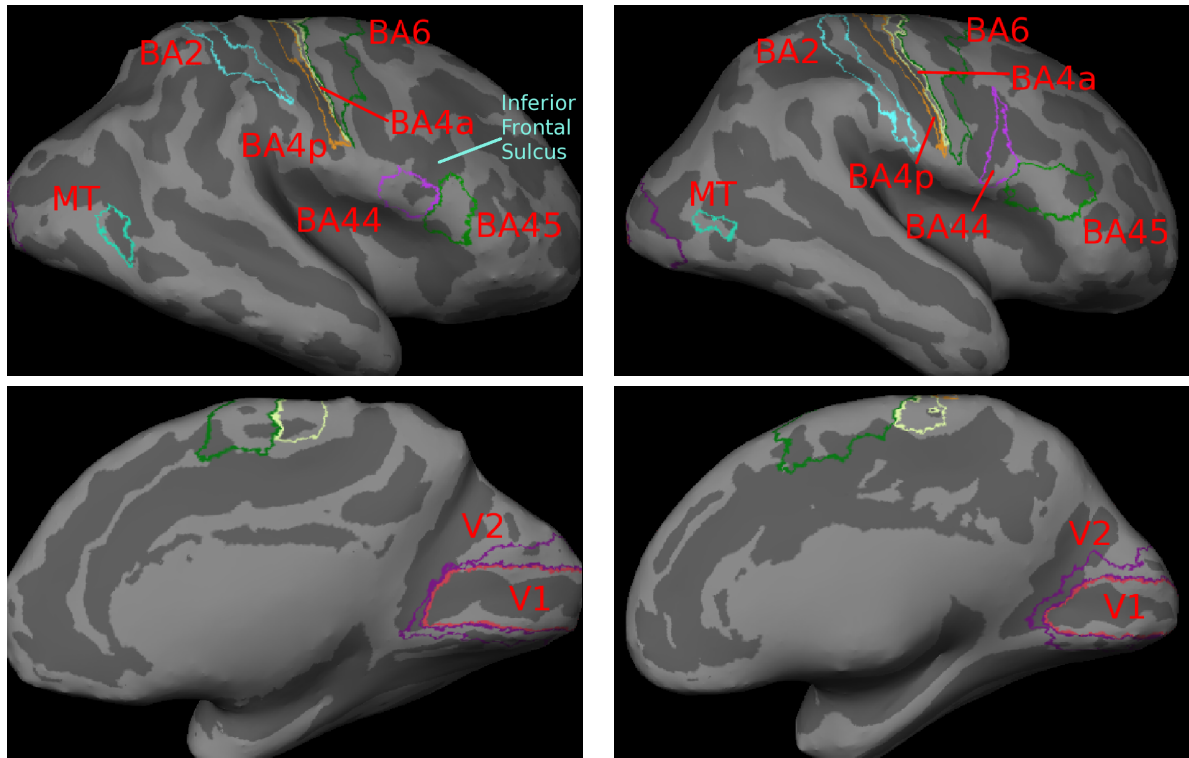 BA2
BA6
Inferior
Frontal
Sulcus
BA4a
BA4p
MT
BA44
BA45
BA2
BA6
BA4a
BA4p
MT
BA44
BA45
V2
V1
V2
V1